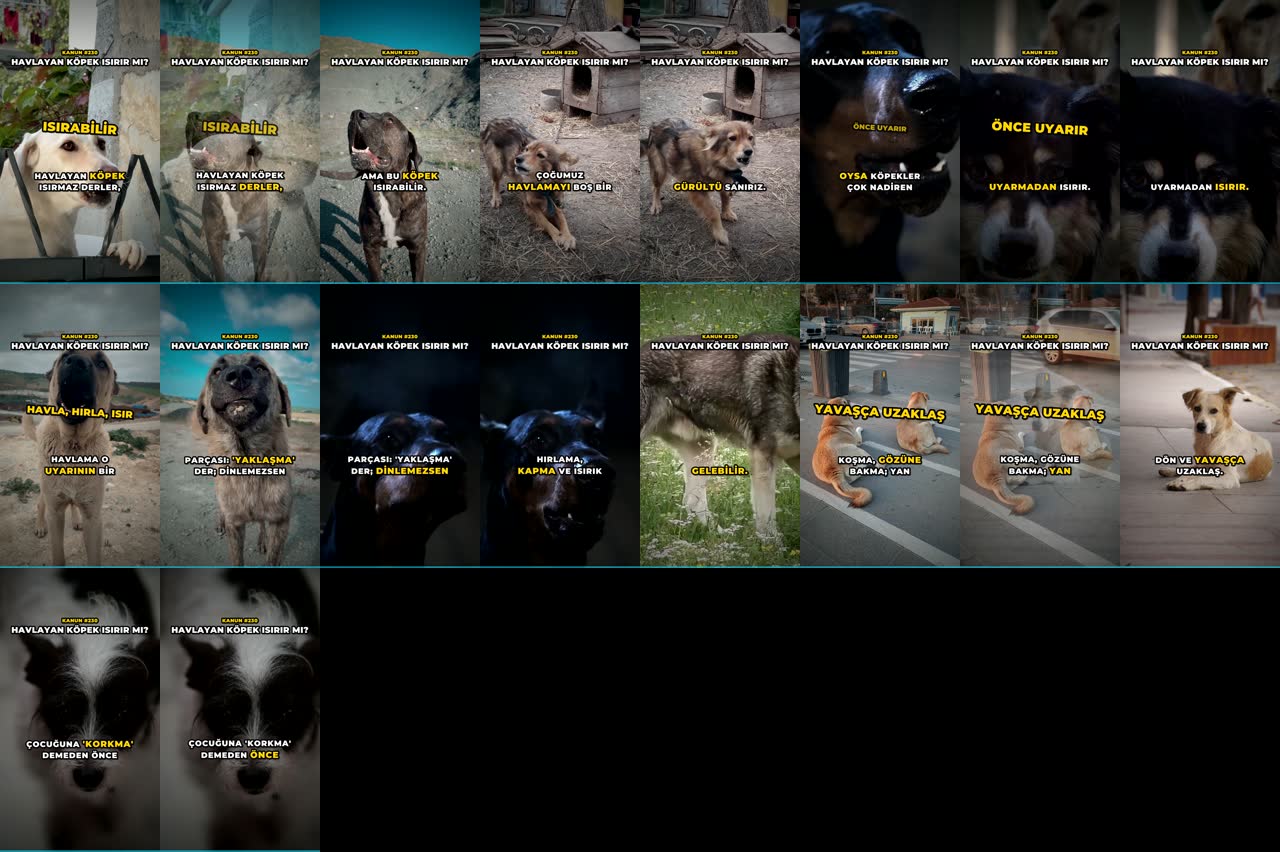 KANUN #230
HAVLAYAN KÖPEK ISIRIR MI?
ISIRABİLİR
HAVLAYAN KÖPEK
ISIRMAZ DERLER,
KANUN #230
HAVLAYAN KÖPEK ISIRIR MI?
ISIRABİLİR
HAVLAYAN KÖPEK
ISIRMAZ DERLER,
KANUN #230
HAVLAYAN KÖPEK ISIRIR MI?
AMA BU KÖPEK
ISIRABİLİR.
KANUN #230
HAVLAYAN KÖPEK ISIRIR MI?
ÇOĞUMUZ
HAVLAMAYI BOŞ BİR
KANUN #230
HAVLAYAN KÖPEK ISIRIR MI?
GÜRÜLTÜ SANIRIZ.
KANUN #230
HAVLAYAN KÖPEK ISIRIR MI?
ÖNCE UYARIR
OYSA KÖPEKLER
ÇOK NADİREN
KANUN #230
HAVLAYAN KÖPEK ISIRIR MI?
ÖNCE UYARIR
UYARMADAN ISIRIR.
KANUN #230
HAVLAYAN KÖPEK ISIRIR MI?
UYARMADAN ISIRIR.
KANUN #230
HAVLAYAN KÖPEK ISIRIR MI?
HAVLA, HIRLA, ISIR
HAVLAMA O
UYARININ BİR
KANUN #230
HAVLAYAN KÖPEK ISIRIR MI?
PARÇASI: 'YAKLAŞMA'
DER; DİNLEMEZSEN
KANUN #230
HAVLAYAN KÖPEK ISIRIR MI?
PARÇASI: 'YAKLAŞMA'
DER; DİNLEMEZSEN
KANUN #230
HAVLAYAN KÖPEK ISIRIR MI?
HIRLAMA,
KAPMA VE ISIRIK
KANUN #230
HAVLAYAN KÖPEK ISIRIR MI?
GELEBİLİR.
KANUN #230
HAVLAYAN KÖPEK ISIRIR MI?
YAVAŞÇA UZAKLAŞ
KOŞMA, GÖZÜNE
BAKMA; YAN
KANUN #230
HAVLAYAN KÖPEK ISIRIR MI?
YAVAŞÇA UZAKLAŞ
KOŞMA, GÖZÜNE
BAKMA; YAN
KANUN #230
HAVLAYAN KÖPEK ISIRIR MI?
DÖN VE YAVAŞÇA
UZAKLAŞ.
KANUN #230
HAVLAYAN KÖPEK ISIRIR MI?
ÇOCUĞUNA 'KORKMA'
DEMEDEN ÖNCE
KANUN #230
HAVLAYAN KÖPEK ISIRIR MI?
ÇOCUĞUNA 'KORKMA'
DEMEDEN ÖNCE